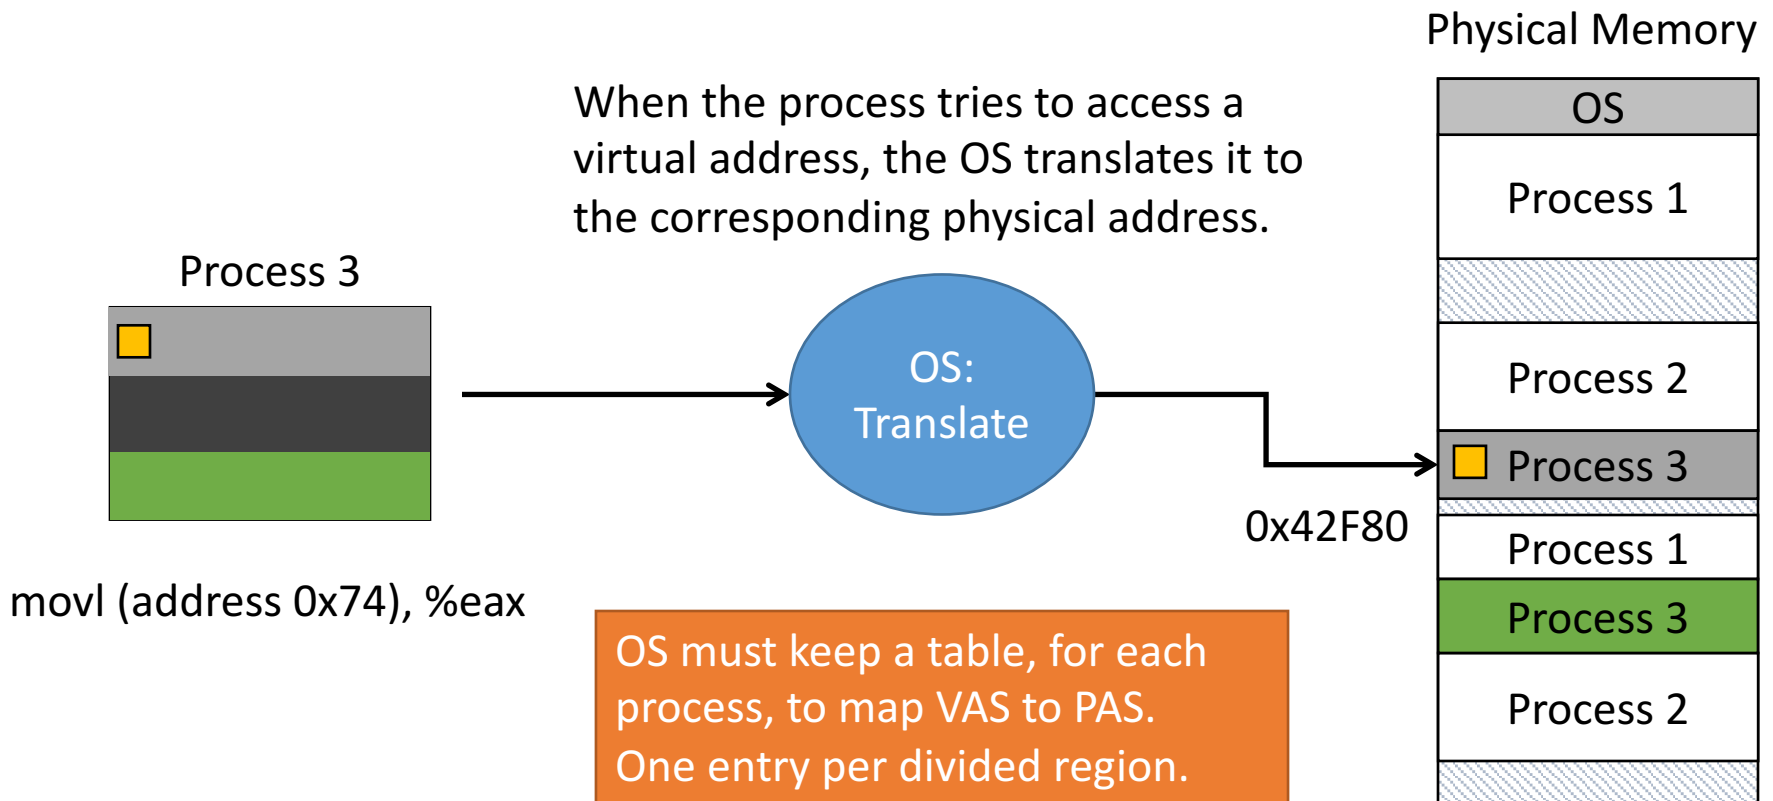 Physical Memory
When the process tries to access a
virtual address, the OS translates it to
the corresponding physical address.
Process 3
movl (address 0x74), %eax
OS:
Translate
0x42F80
OS must keep a table, for each
process, to map VAS to PAS.
One entry per divided region.
OS
Process 1
Process 2
Process 3
Process 1
Process 3
Process 2